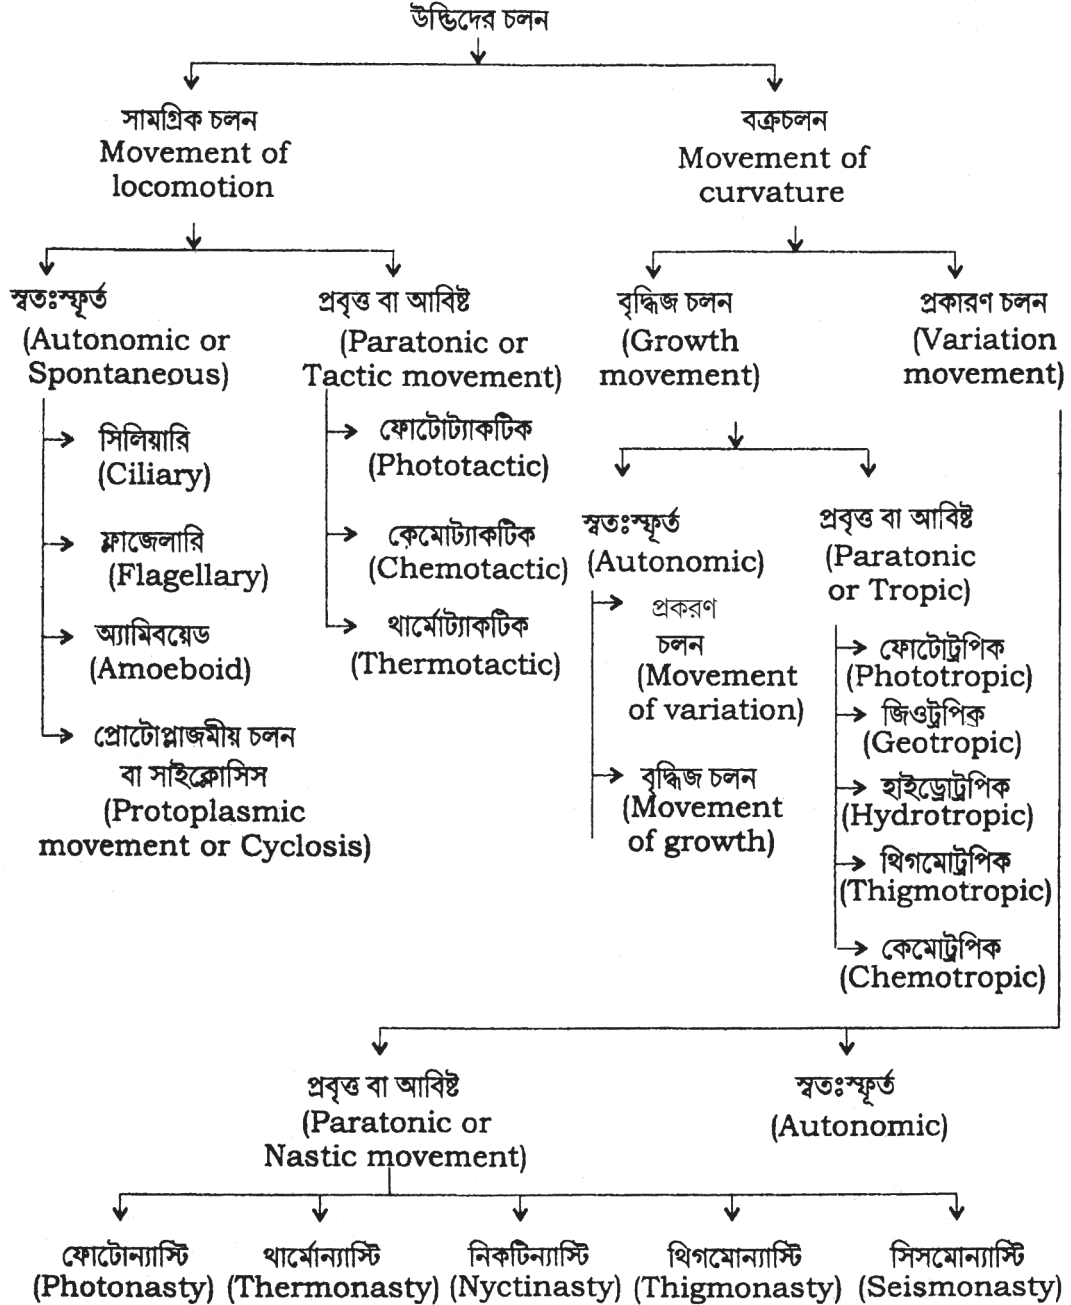 উদ্ভিদের চলন
সামগ্রিক চলন
Movement of
locomotion
বক্রচলন
Movement of
curvature
স্বতঃস্ফূর্ত
(Autonomic or
Spontaneous)
প্রবৃত্ত বা আবিষ্ট
(Paratonic or
Tactic movement)
বৃদ্ধিজ চলন
(Growth
movement)
প্রকারণ চলন
(Variation
movement)
সিলিয়ারি
(Ciliary)
ফ্লাজেলারি
(Flagellary)
অ্যামিবয়েড
(Amoeboid)
প্রোটোপ্লাজমীয় চলন
বা সাইক্লোসিস
(Protoplasmic
movement or Cyclosis)
ফোটোট্যাকটিক
(Phototactic)
কেমোট্যাকটিক
(Chemotactic)
থার্মোট্যাকটিক
(Thermotactic)
স্বতঃস্ফূর্ত
(Autonomic)
প্রকরণ
চলন
(Movement
of variation)
বৃদ্ধিজ চলন
(Movement
of growth)
প্রবৃত্ত বা আবিষ্ট
(Paratonic
or Tropic)
ফোটোট্রপিক
(Phototropic)
জিওট্রপিক্
(Geotropic)
হাইড্রোট্রপিক
(Hydrotropic)
থিগমোট্রপিক
(Thigmotropic)
কেমোট্রপিক
(Chemotropic)
প্রবৃত্ত বা আবিষ্ট
(Paratonic or
Nastic movement)
স্বতঃস্ফূর্ত
(Autonomic)
ফোটোন্যাস্টি
(Photonasty)
থার্মোন্যাস্টি
(Thermonasty)
নিকটিন্যাস্টি
(Nyctinasty)
থিগমোন্যাস্টি
(Thigmonasty)
সিসমোন্যাস্টি
(Seismonasty)